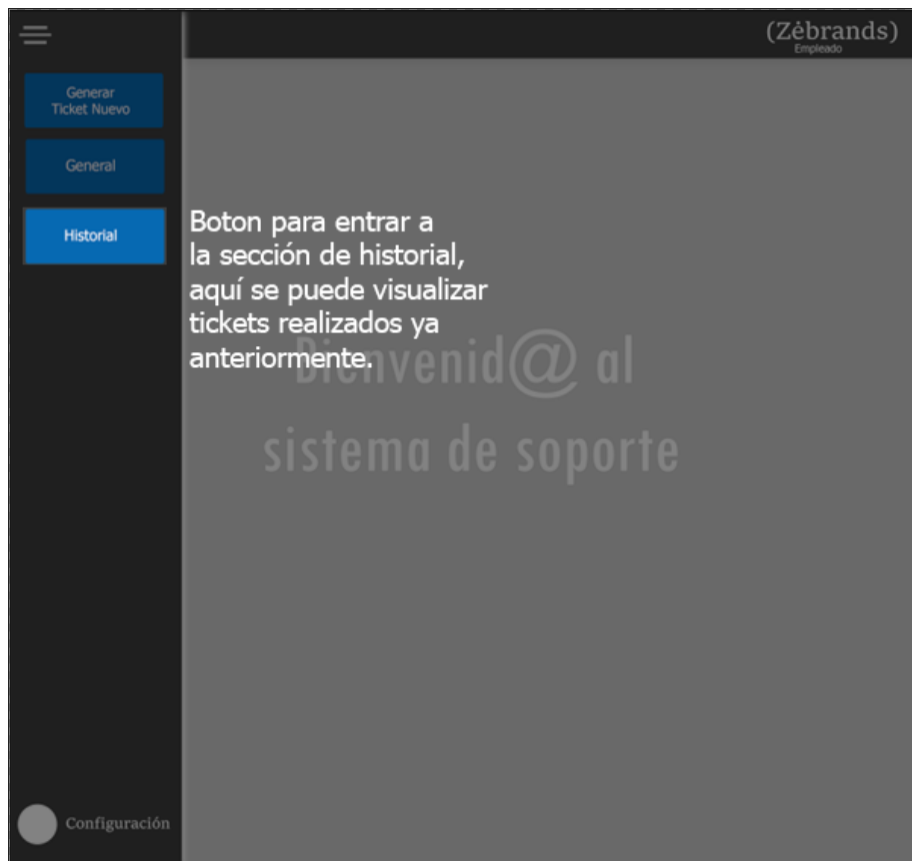 (Zėbrands)
Empleado
Generar
Ticket Nuevo
General
Historial
Boton para entrar a
la sección de historial,
aquí se puede visualizar
tickets realizados ya
anteriormente.
Bienvenid@ al
sistema de soporte
Configuración